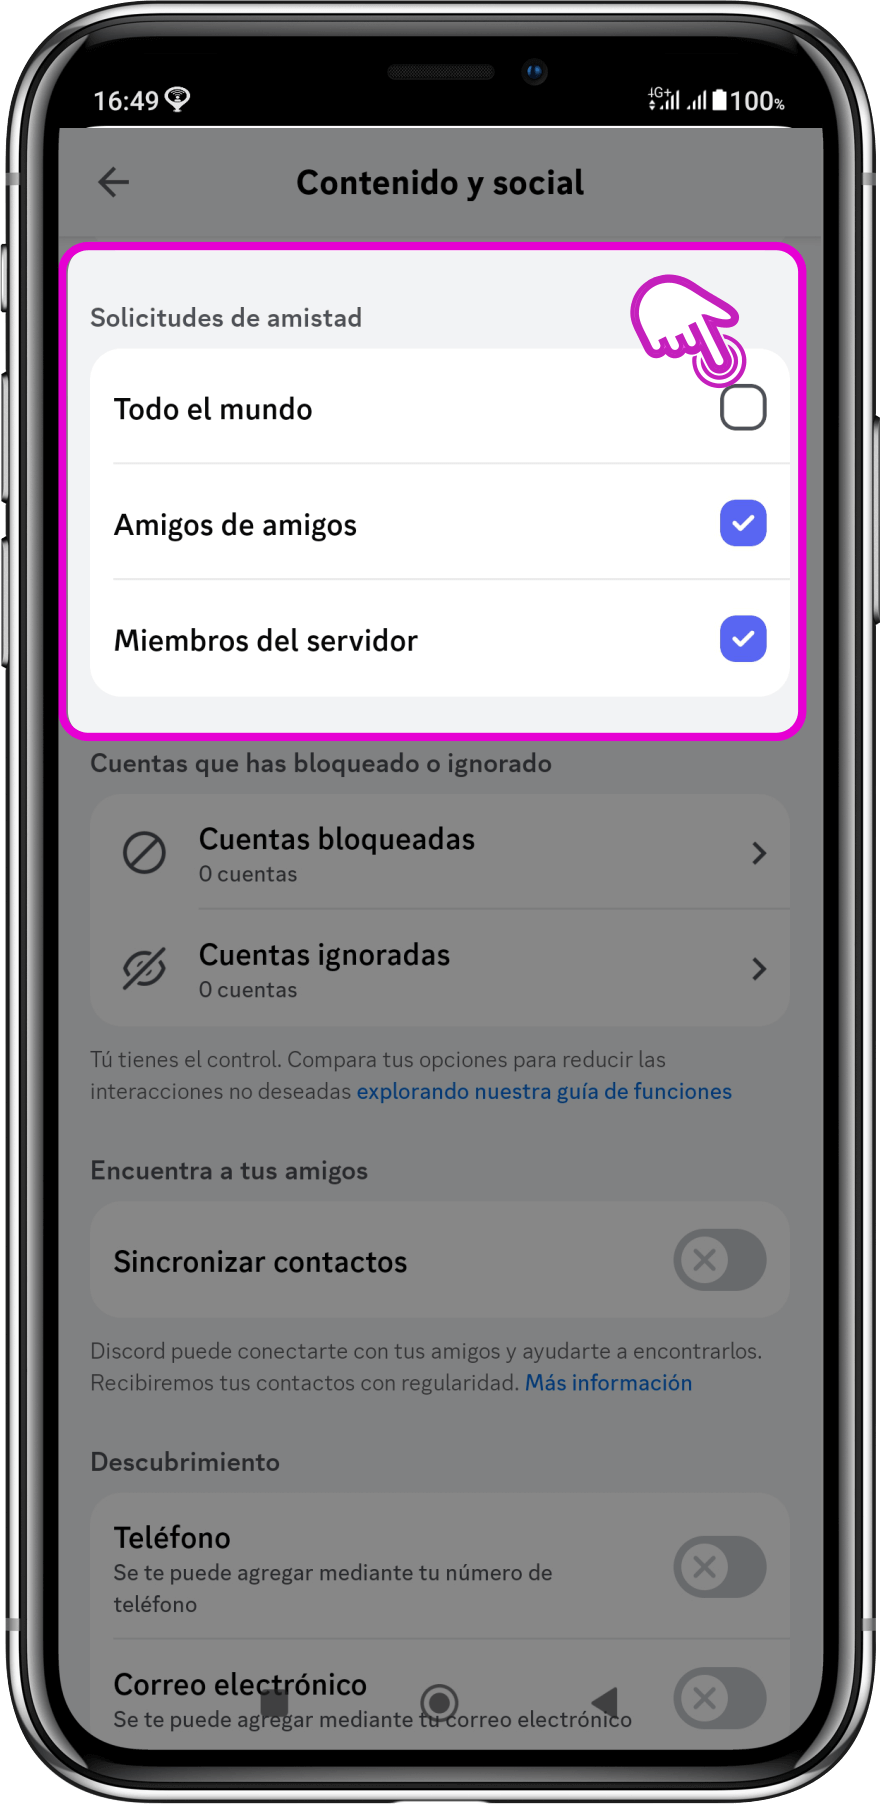 16:49
4G+ 100%
Contenido y social
Solicitudes de amistad
Todo el mundo
Amigos de amigos
Miembros del servidor
Cuentas que has bloqueado o ignorado
Cuentas bloqueadas
0 cuentas
Cuentas ignoradas
0 cuentas
Tú tienes el control. Compara tus opciones para reducir las
interacciones no deseadas explorando nuestra guía de funciones
Encuentra a tus amigos
Sincronizar contactos
Discord puede conectarte con tus amigos y ayudarte a encontrarlos.
Recibiremos tus contactos con regularidad. Más información
Descubrimiento
Teléfono
Se te puede agregar mediante tu número de
teléfono
Correo electrónico
Se te puede agregar mediante tu correo electrónico